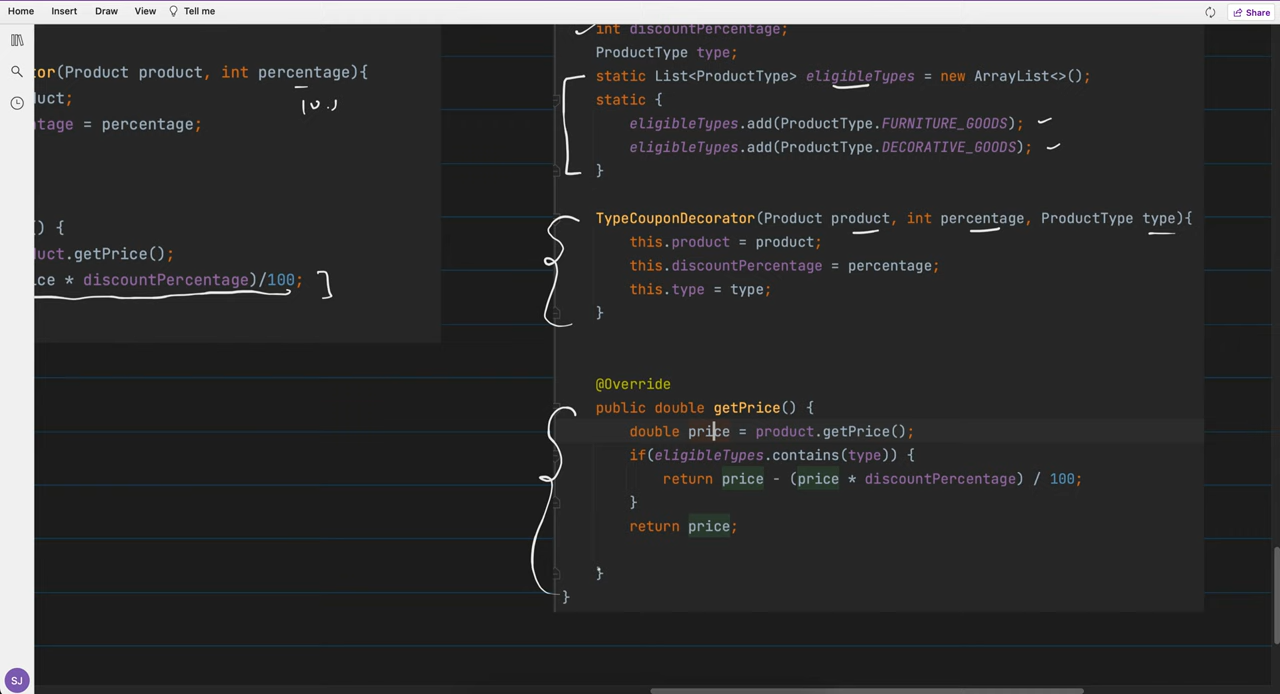 Home Insert Draw View Tell me Share
tor(Product product, int percentage){
duct;
ntage = percentage;
() {
duct.getPrice();
ice * discountPercentage)/100;
int discountPercentage;
ProductType type;
static List<ProductType> eligibleTypes = new ArrayList<>();
static {
eligibleTypes.add(ProductType.FURNITURE_GOODS);
eligibleTypes.add(ProductType.DECORATIVE_GOODS);
}
TypeCouponDecorator(Product product, int percentage, ProductType type){
this.product = product;
this.discountPercentage = percentage;
this.type = type;
}
@Override
public double getPrice() {
double price = product.getPrice();
if(eligibleTypes.contains(type)) {
return price - (price * discountPercentage) / 100;
}
return price;
}
}
SJ